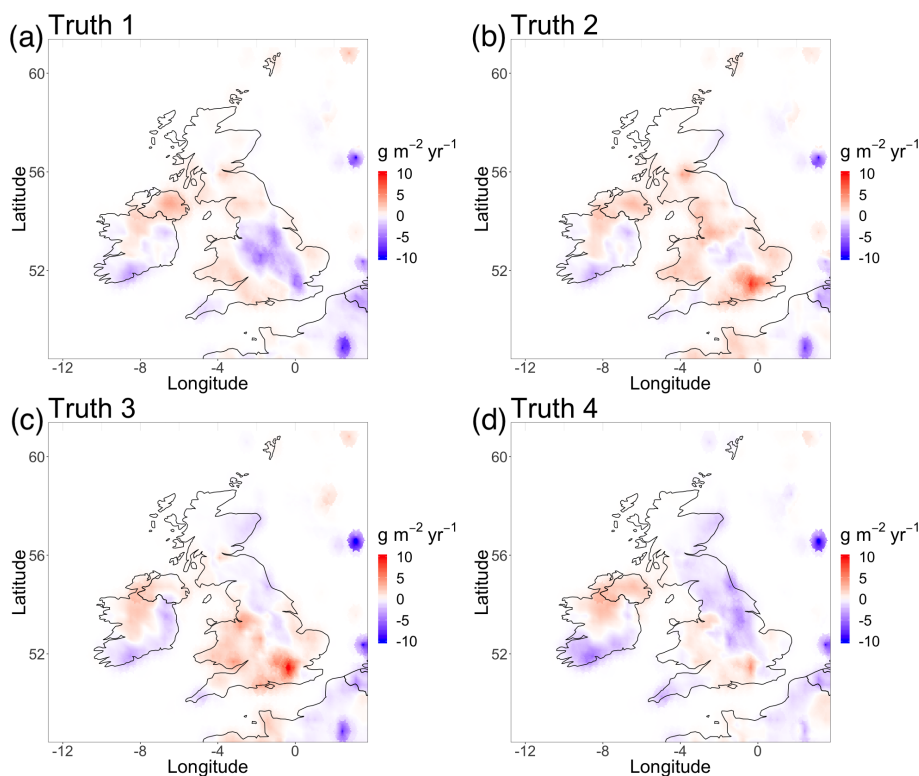 (a) Truth 1
60
56
52
Latitude
-12 -8 -4 0
Longitude
g m−2 yr−1
10
5
0
-5
-10
(b) Truth 2
60
56
52
Latitude
-12 -8 -4 0
Longitude
g m−2 yr−1
10
5
0
-5
-10
(c) Truth 3
60
56
52
Latitude
-12 -8 -4 0
Longitude
g m−2 yr−1
10
5
0
-5
-10
(d) Truth 4
60
56
52
Latitude
-12 -8 -4 0
Longitude
g m−2 yr−1
10
5
0
-5
-10